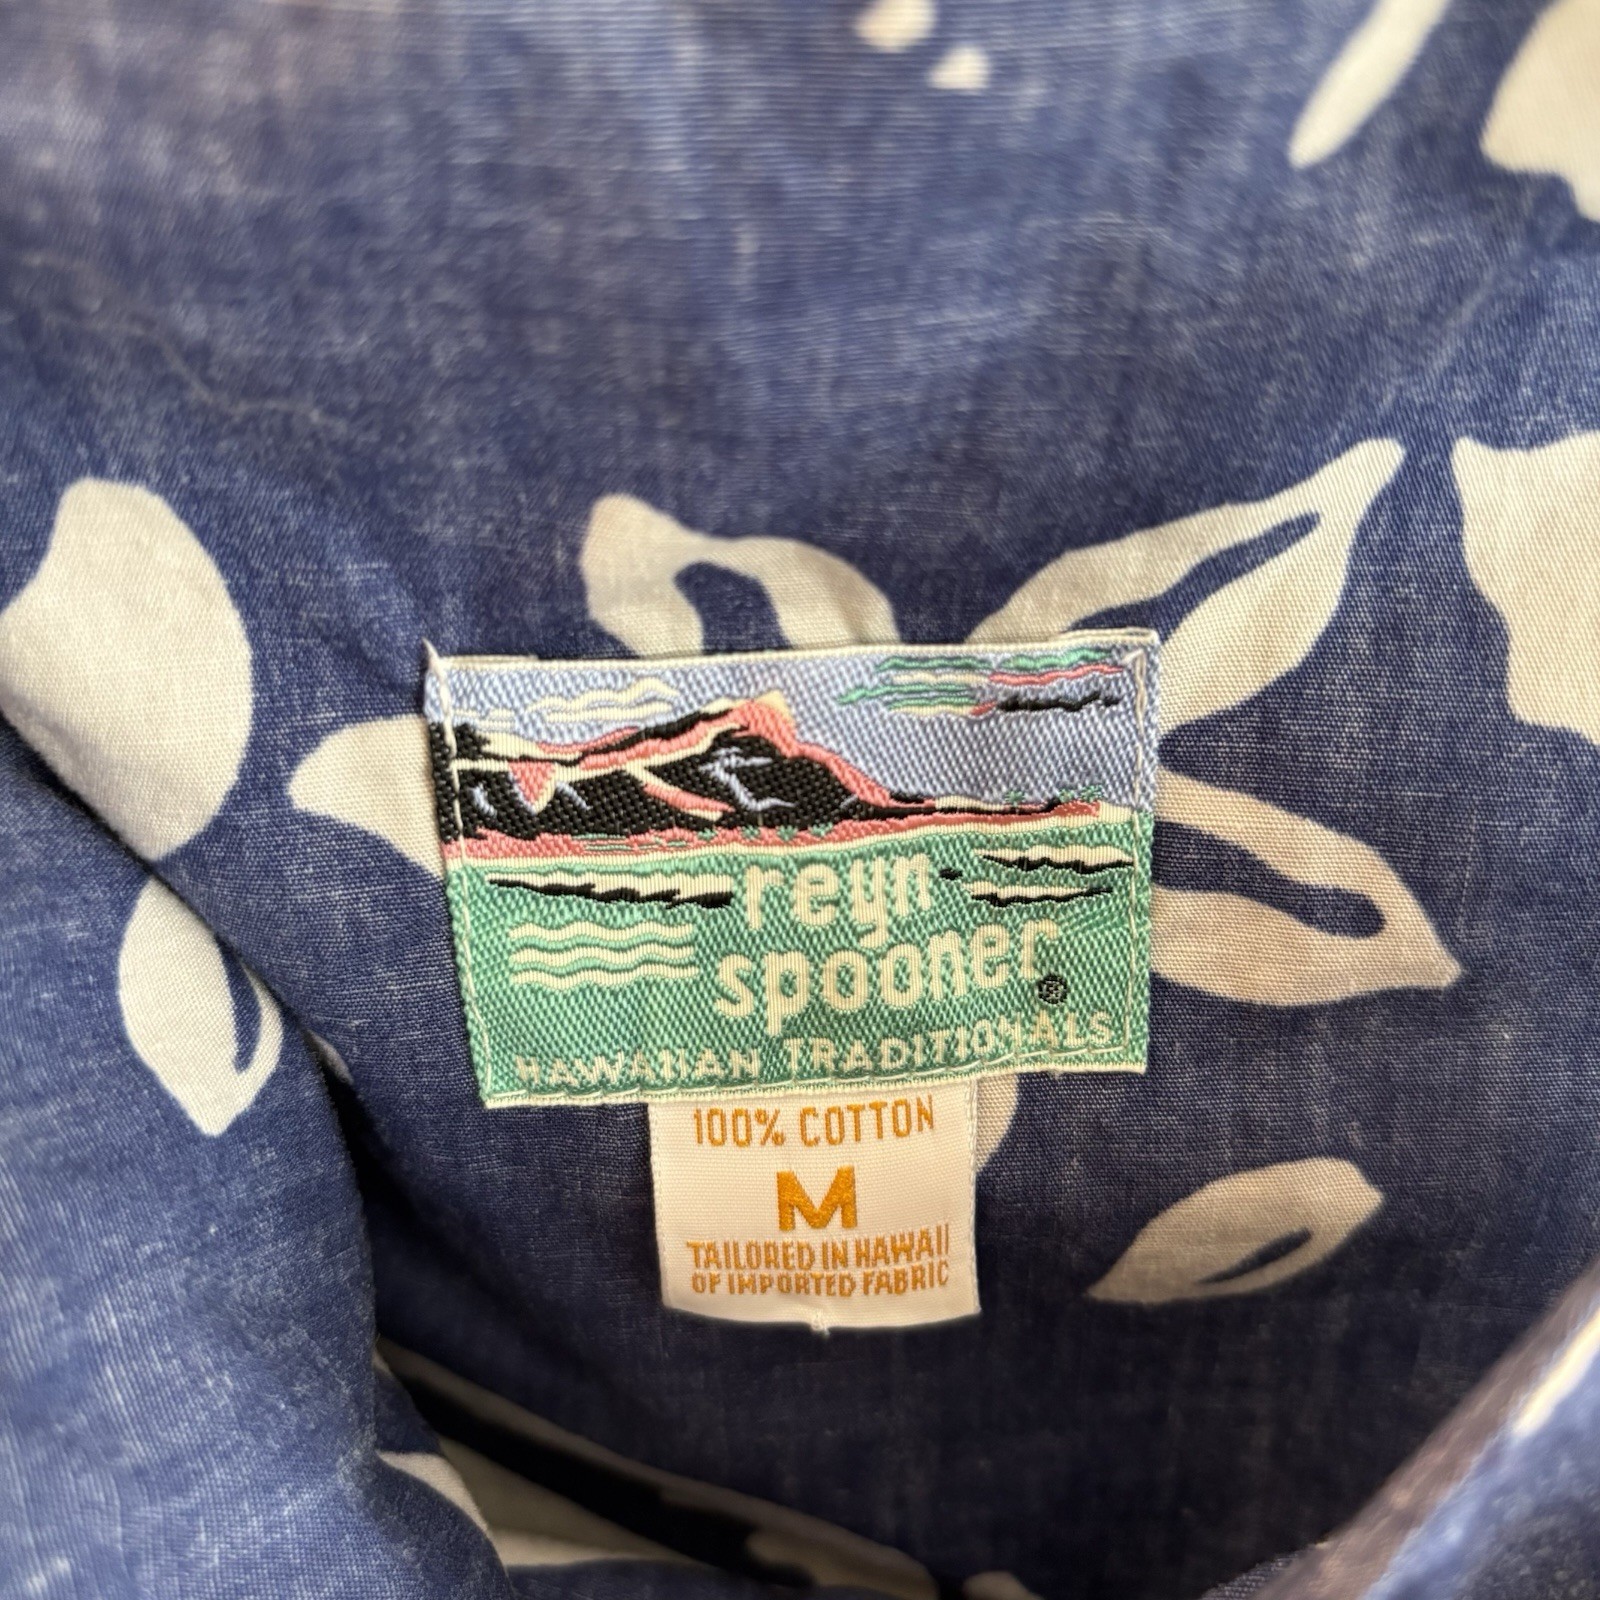 reyn
spooner®
HAWAIIAN TRADITIONALS
100% COTTON
M
TAILORED IN HAWAII
OF IMPORTED FABRIC